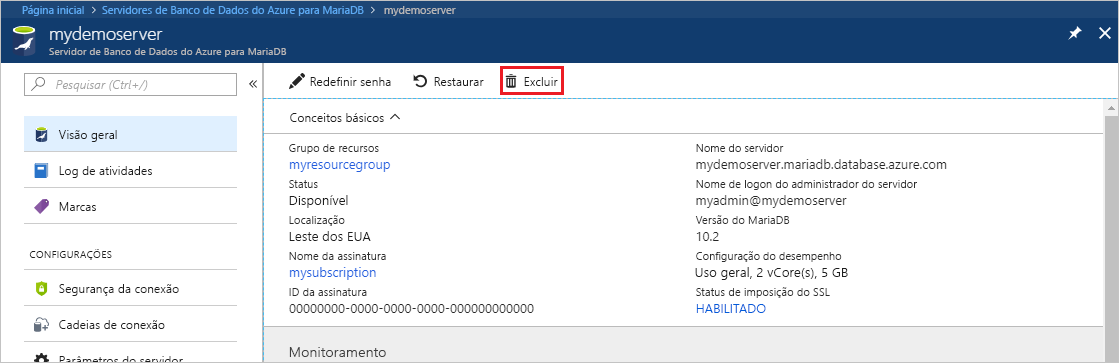 Página inicial > Servidores de Banco de Dados do Azure para MariaDB > mydemoserver
mydemoserver
Servidor de Banco de Dados do Azure para MariaDB
Pesquisar (Ctrl+/)
Visão geral
Log de atividades
Marcas
CONFIGURAÇÕES
Segurança da conexão
Cadeias de conexão
Parâmetros do servidor
Redefinir senha
Restaurar
Excluir
Conceitos básicos
Grupo de recursos
myresourcegroup
Status
Disponível
Localização
Leste dos EUA
Nome da assinatura
mysubscription
ID da assinatura
00000000-0000-0000-0000-000000000000
Nome do servidor
mydemoserver.mariadb.database.azure.com
Nome de logon do administrador do servidor
myadmin@mydemoserver
Versão do MariaDB
10.2
Configuração do desempenho
Uso geral, 2 vCore(s), 5 GB
Status de imposição do SSL
HABILITADO
Monitoramento